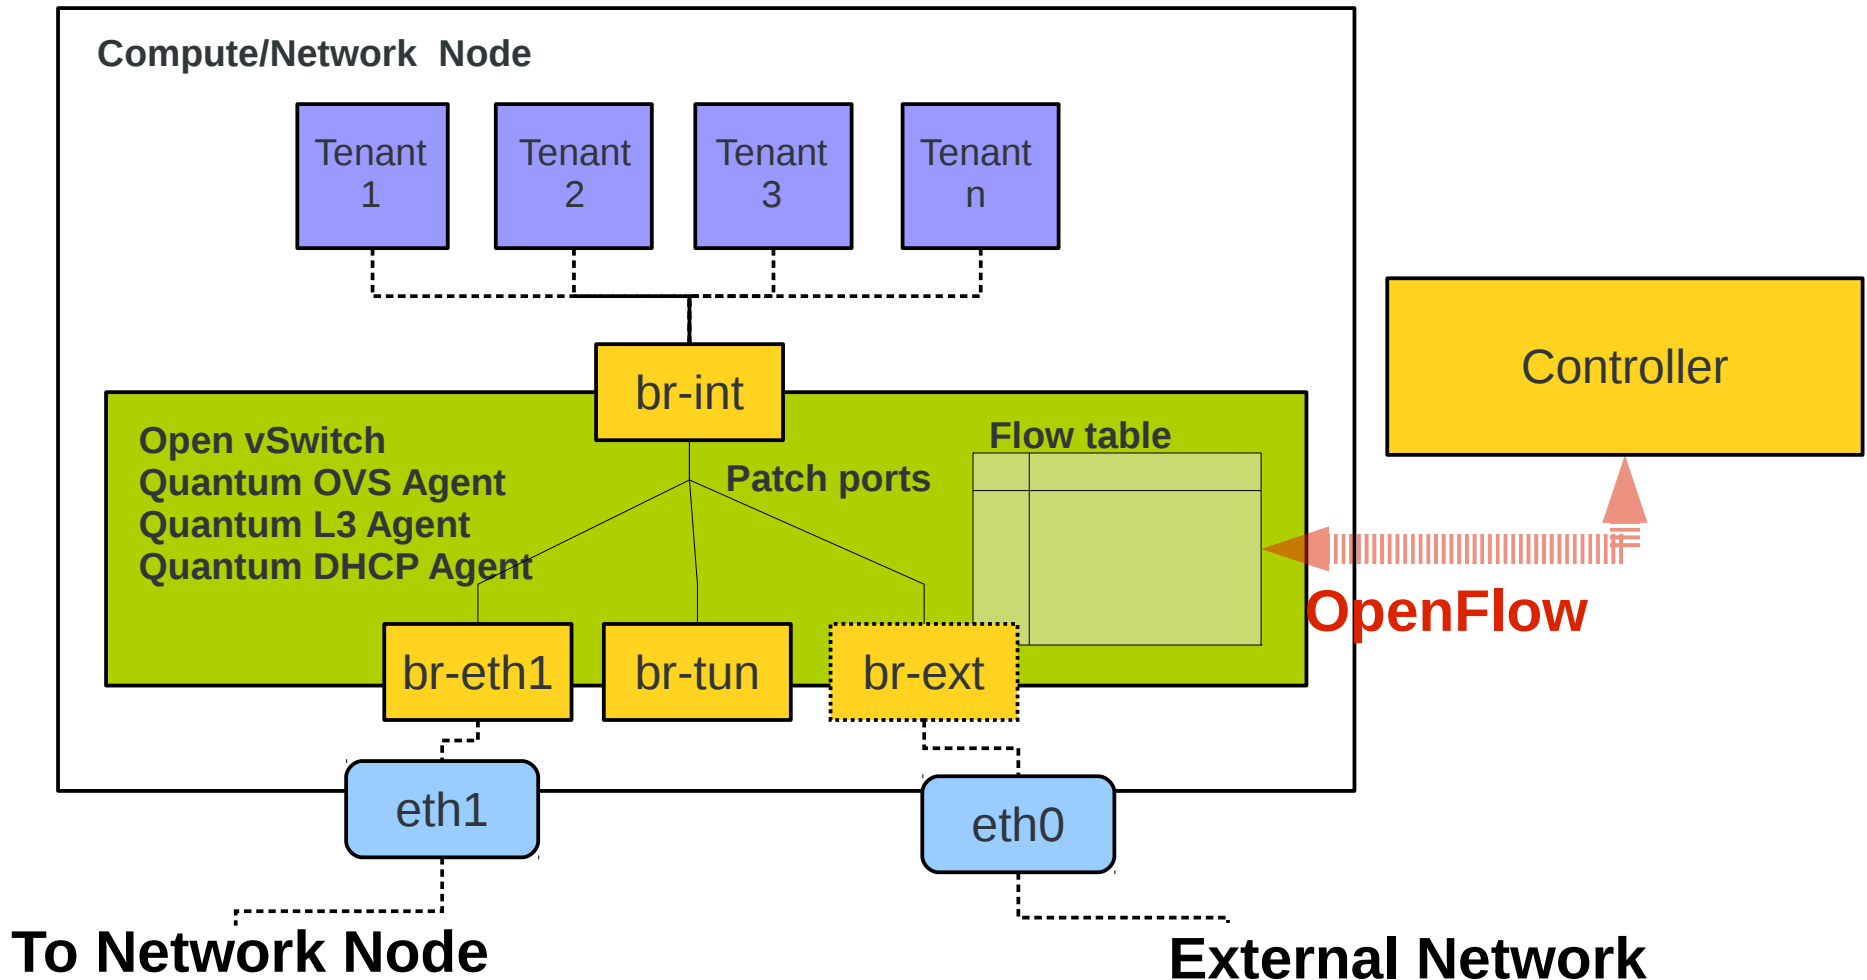 Compute/Network  Node
Tenant
1
Tenant
2
Tenant
3
Tenant
n
Controller
br-int
Open vSwitch
Quantum OVS Agent
Quantum L3 Agent
Quantum DHCP Agent
Patch ports
Flow table
OpenFlow
br-eth1
br-tun
br-ext
eth1
eth0
To Network Node
External Network